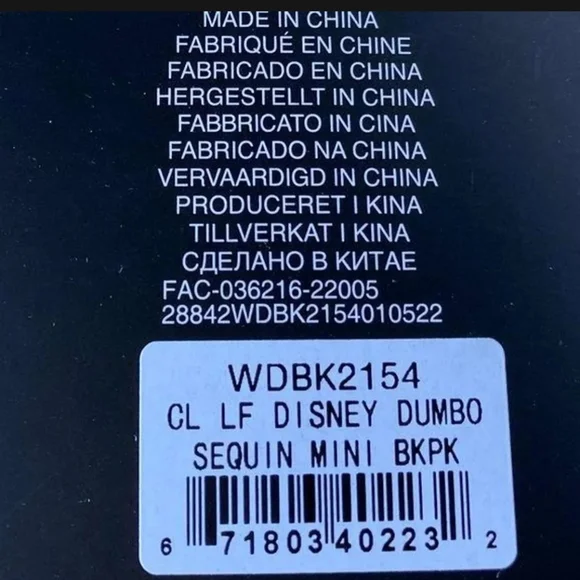 MADE IN CHINA
FABRIQUÉ EN CHINE
FABRICADO EN CHINA
HERGESTELLT IN CHINA
FABBRICATO IN CINA
FABRICADO NA CHINA
VERVAARDIGD IN CHINA
PRODUCERET I KINA
TILLVERKAT I KINA
СДЕЛАНО В КИТАЕ
FAC-036216-22005
28842WDBK2154010522
WDBK2154
CL LF DISNEY DUMBO
SEQUIN MINI BKPK
6 71803 40223 2